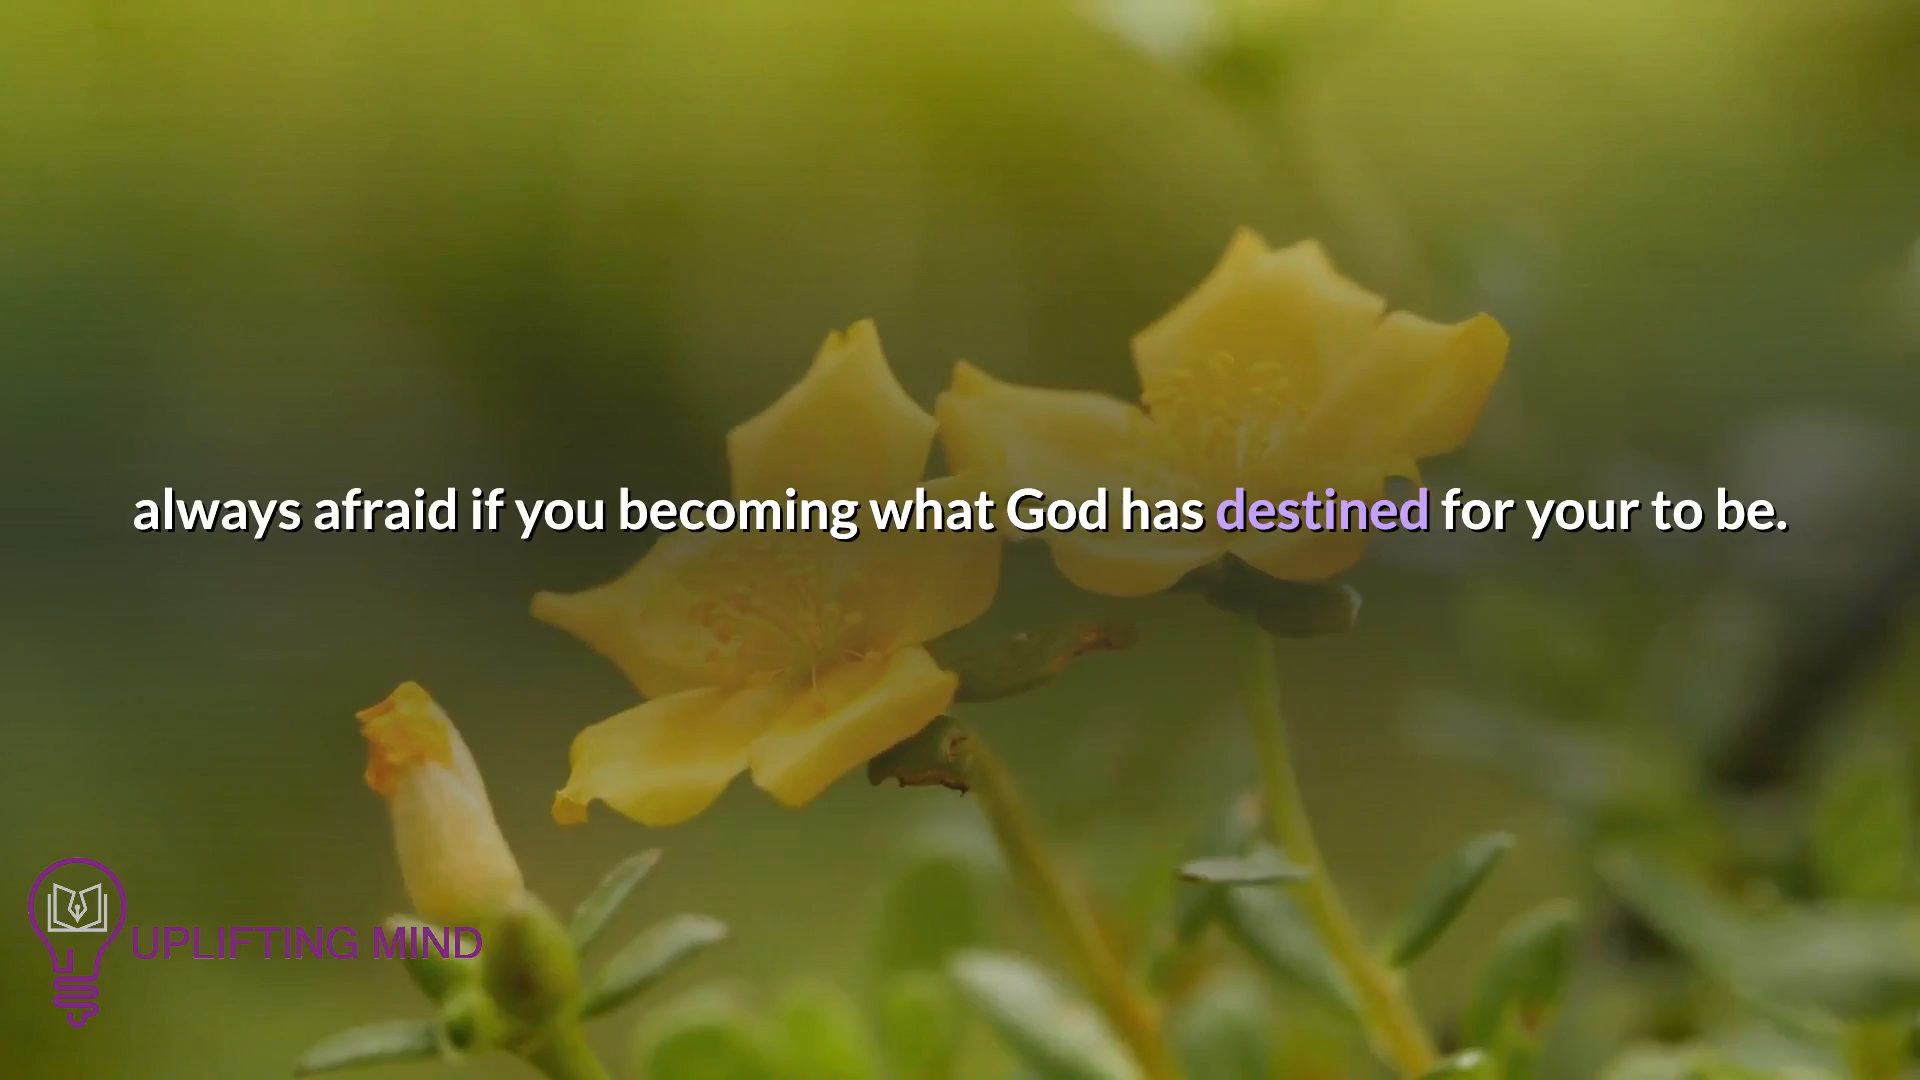 always afraid if you becoming what God has destined for your to be.
UPLIFTING MIND